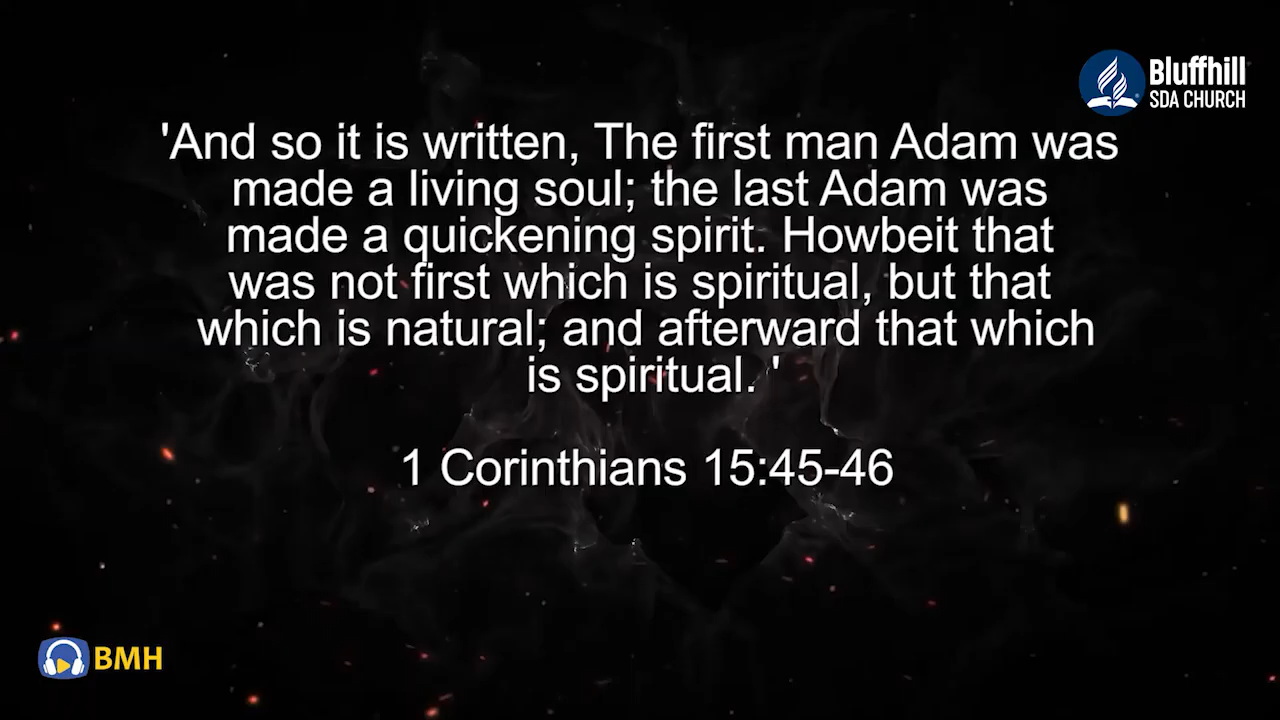 Bluffhill
SDA CHURCH
'And so it is written, The first man Adam was
made a living soul; the last Adam was
made a quickening spirit. Howbeit that
was not first which is spiritual, but that
which is natural; and afterward that which
is spiritual. '
1 Corinthians 15:45-46
BMH